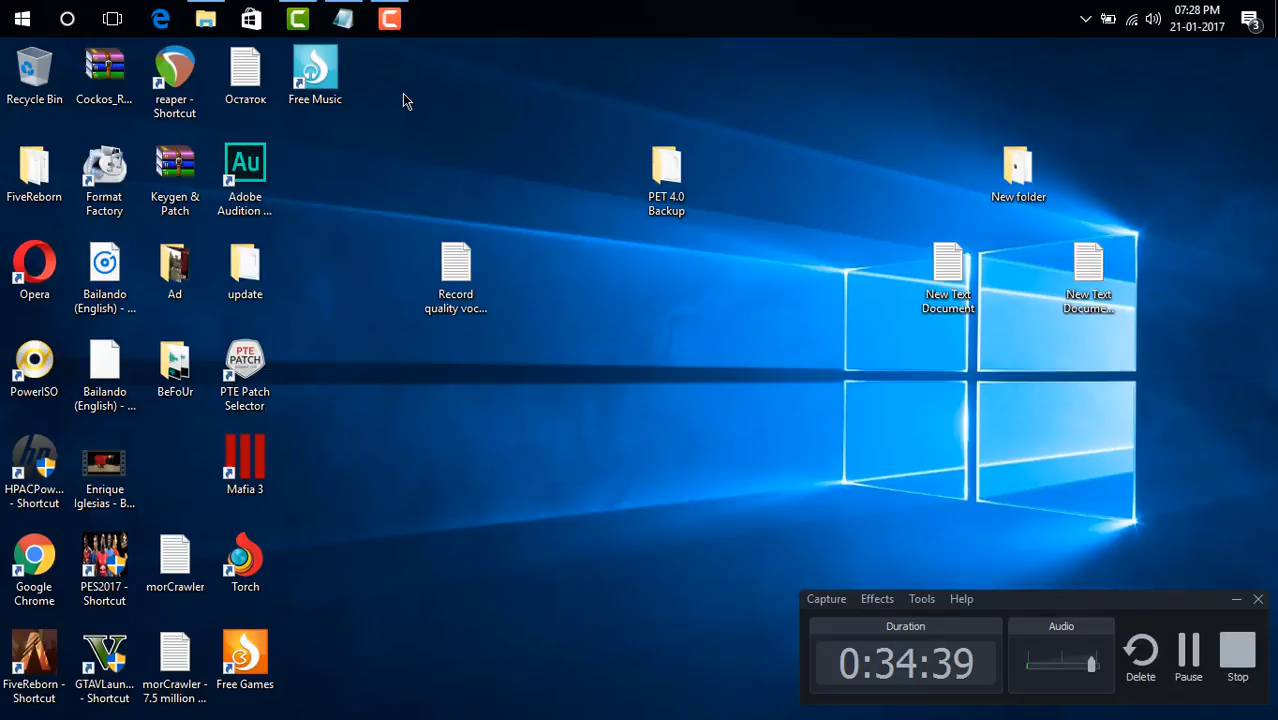 07:28 PM
21-01-2017
3
Recycle Bin
Cockos_R...
reaper -
Shortcut
Остаток
Free Music
FiveReborn
Format
Factory
Keygen &
Patch
Au
Adobe
Audition ...
PET 4.0
Backup
New folder
Opera
Bailando
(English) - ...
Ad
update
Record
quality voc...
New Text
Document
New Text
Docume...
PowerISO
Bailando
(English) - ...
BeFoUr
PTE
PATCH
PTE Patch
Selector
HPACPow...
- Shortcut
Enrique
Iglesias - B...
Mafia 3
Google
Chrome
PES2017 -
Shortcut
morCrawler
Torch
FiveReborn -
Shortcut
GTAVLaun...
- Shortcut
morCrawler -
7.5 million ...
Free Games
Capture Effects Tools Help
Duration
0:34:39
Audio
Delete
Pause
Stop